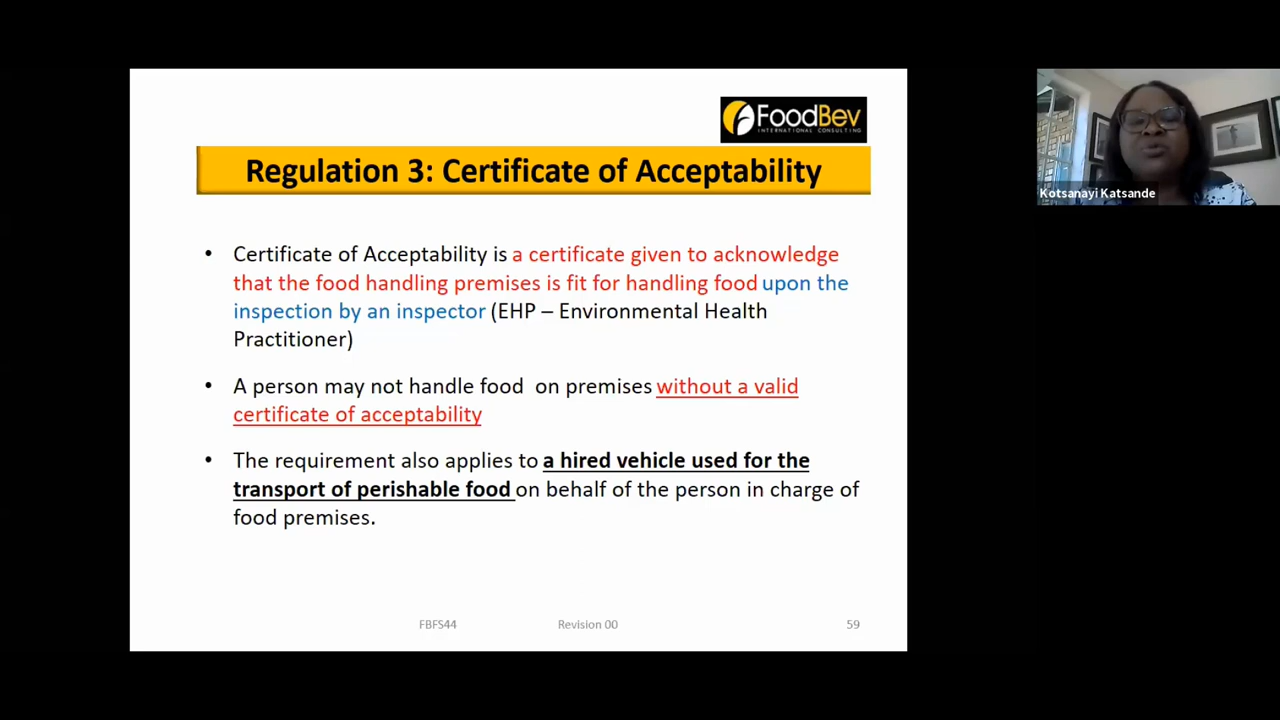 FoodBev
INTERNATIONAL CONSULTING
Regulation 3: Certificate of Acceptability
• Certificate of Acceptability is a certificate given to acknowledge
that the food handling premises is fit for handling food upon the
inspection by an inspector (EHP – Environmental Health
Practitioner)
• A person may not handle food on premises without a valid
certificate of acceptability
• The requirement also applies to a hired vehicle used for the
transport of perishable food on behalf of the person in charge of
food premises.
FBFS44 Revision 00 59
Kotsanayi Katsande